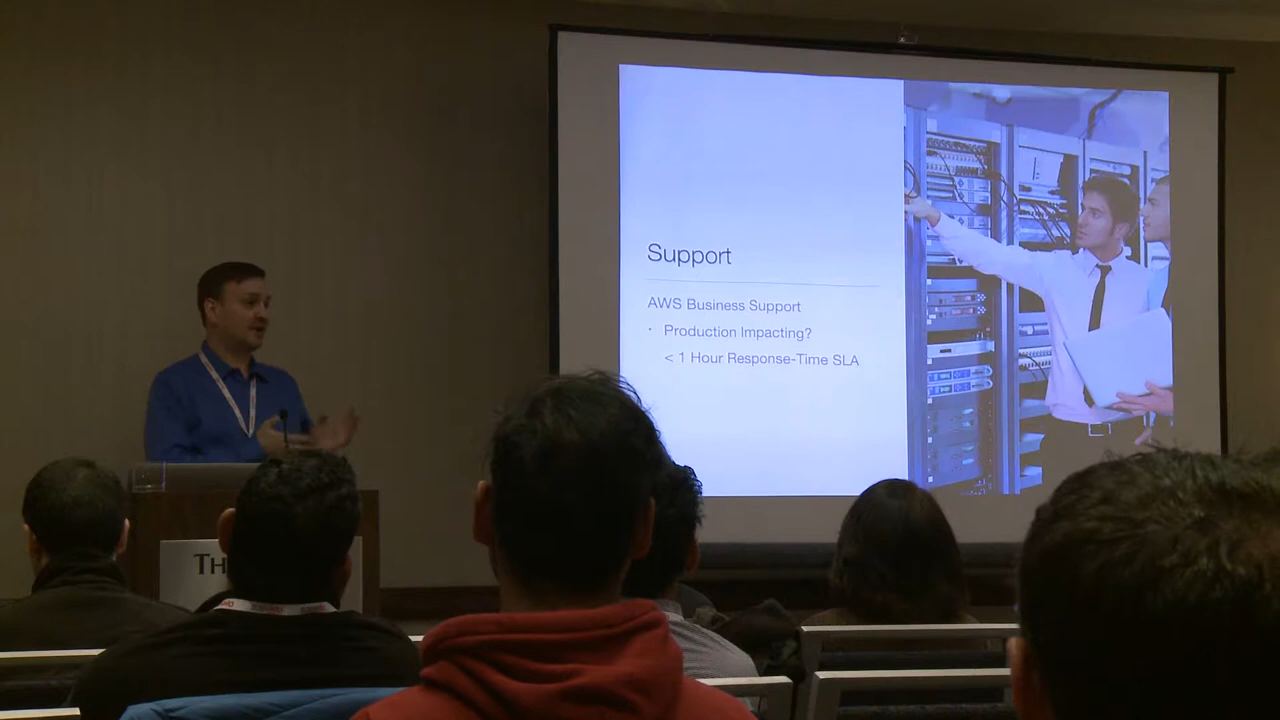 Support
AWS Business Support
· Production Impacting?
< 1 Hour Response-Time SLA
TH